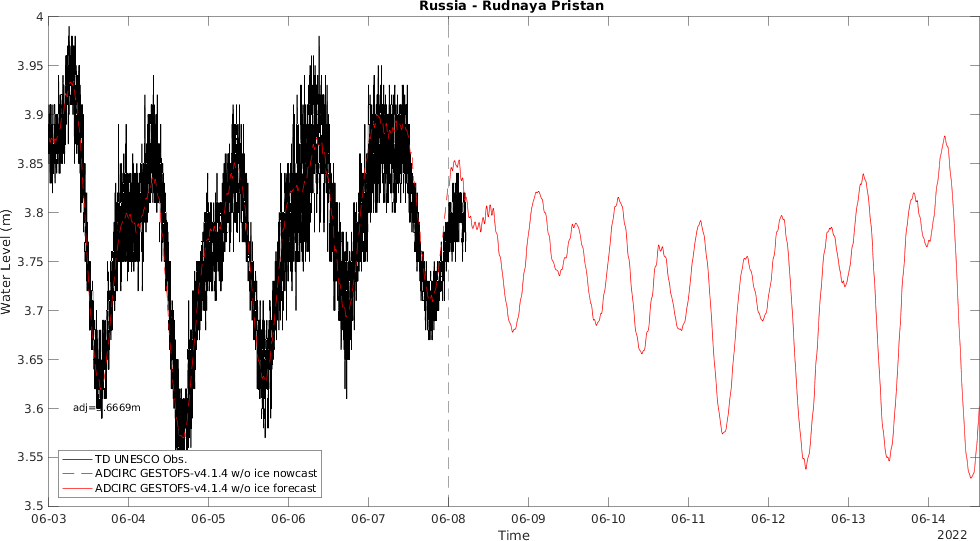 Russia - Rudnaya Pristan
4
3.95
3.9
3.85
3.8
3.75
3.7
3.65
3.6
3.55
3.5
Water Level (m)
TD UNESCO Obs.
ADCIRC GESTOFS-v4.1.4 w/o ice nowcast
ADCIRC GESTOFS-v4.1.4 w/o ice forecast
06-03 06-04 06-05 06-06 06-07 06-08 06-09 06-10 06-11 06-12 06-13 06-14
Time
2022